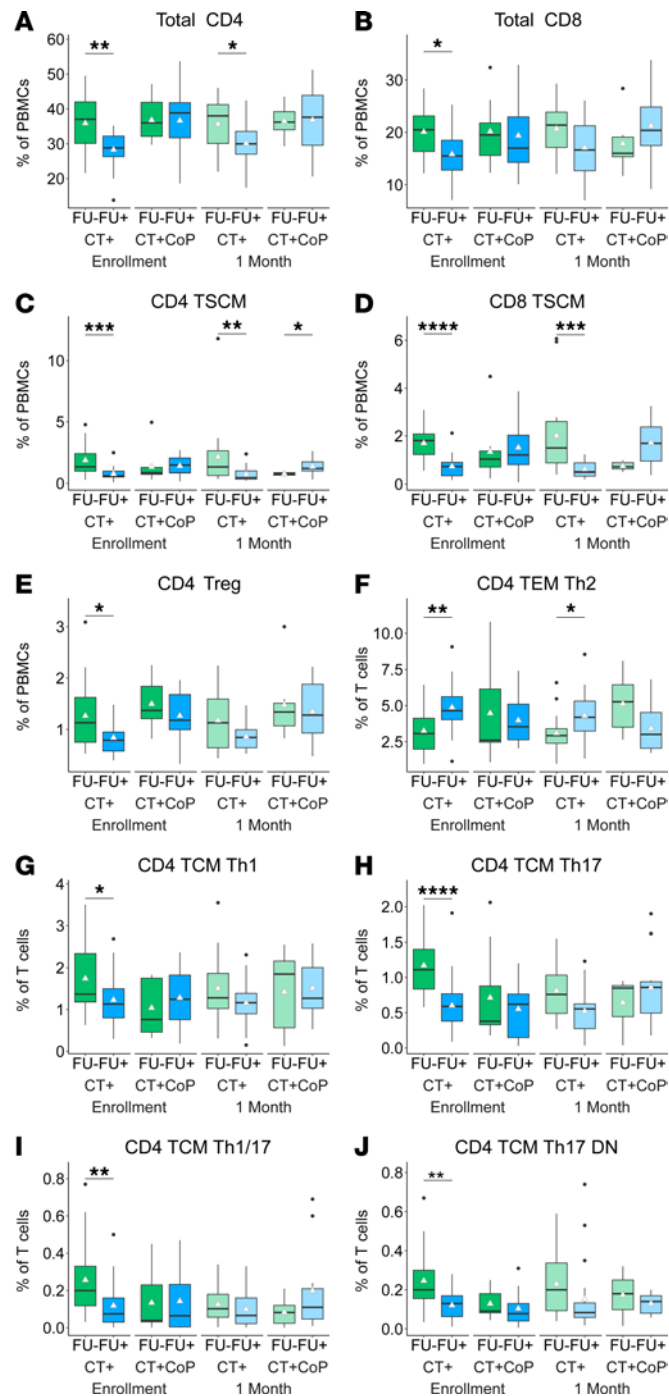 A Total CD4
**
*
% of PBMCs
60
50
40
30
20
FU-FU+ FU-FU+ FU-FU+ FU-FU+
CT+ CT+CoP CT+ CT+CoP
Enrollment 1 Month
B Total CD8
*
% of PBMCs
30
20
10
FU-FU+ FU-FU+ FU-FU+ FU-FU+
CT+ CT+CoP CT+ CT+CoP
Enrollment 1 Month
C CD4 TSCM
***
**
*
% of PBMCs
10
5
0
FU-FU+ FU-FU+ FU-FU+ FU-FU+
CT+ CT+CoP CT+ CT+CoP
Enrollment 1 Month
D CD8 TSCM
****
***
% of PBMCs
6
4
2
0
FU-FU+ FU-FU+ FU-FU+ FU-FU+
CT+ CT+CoP CT+ CT+CoP
Enrollment 1 Month
E CD4 Treg
*
% of PBMCs
3
2
1
FU-FU+ FU-FU+ FU-FU+ FU-FU+
CT+ CT+CoP CT+ CT+CoP
Enrollment 1 Month
F CD4 TEM Th2
**
*
% of T cells
10.0
7.5
5.0
2.5
0
FU-FU+ FU-FU+ FU-FU+ FU-FU+
CT+ CT+CoP CT+ CT+CoP
Enrollment 1 Month
G CD4 TCM Th1
*
% of T cells
4
3
2
1
0
FU-FU+ FU-FU+ FU-FU+ FU-FU+
CT+ CT+CoP CT+ CT+CoP
Enrollment 1 Month
H CD4 TCM Th17
****
% of T cells
2.0
1.5
1.0
0.5
0.0
FU-FU+ FU-FU+ FU-FU+ FU-FU+
CT+ CT+CoP CT+ CT+CoP
Enrollment 1 Month
I CD4 TCM Th1/17
**
% of T cells
0.8
0.6
0.4
0.2
0.0
FU-FU+ FU-FU+ FU-FU+ FU-FU+
CT+ CT+CoP CT+ CT+CoP
Enrollment 1 Month
J CD4 TCM Th17 DN
**
% of T cells
0.8
0.6
0.4
0.2
0.0
FU-FU+ FU-FU+ FU-FU+ FU-FU+
CT+ CT+CoP CT+ CT+CoP
Enrollment 1 Month